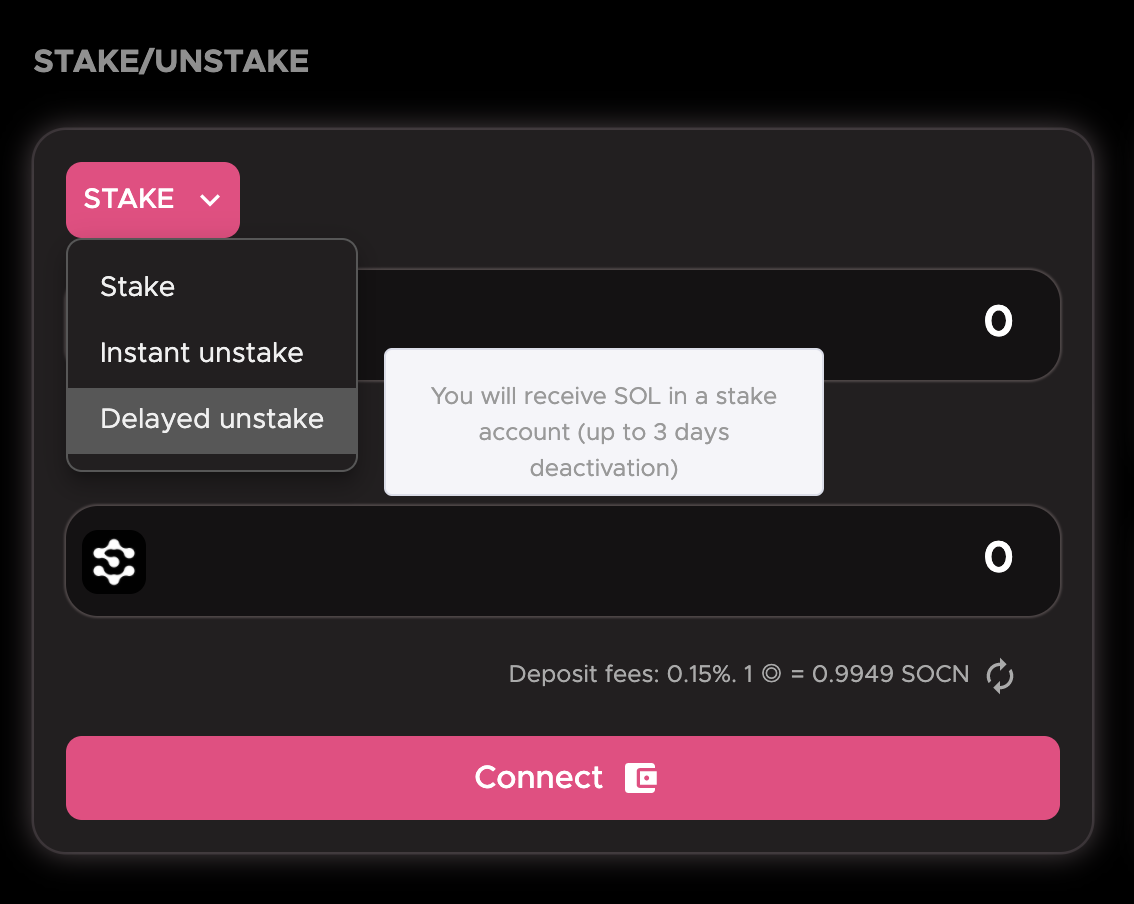 STAKE/UNSTAKE
STAKE
Stake
Instant unstake
Delayed unstake
0
You will receive SOL in a stake
account (up to 3 days
deactivation)
0
Deposit fees: 0.15%. 1 ◎ = 0.9949 SOCN
Connect